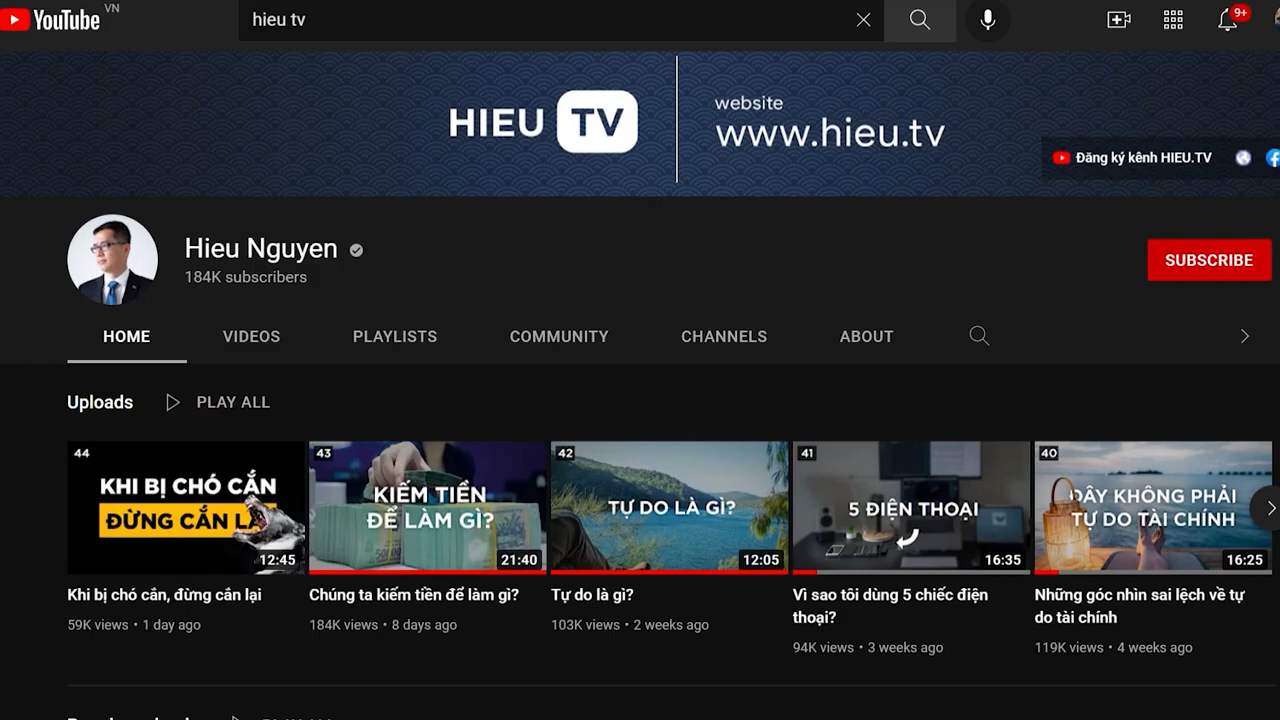 YouTube VN
hieu tv
9+
HIEU TV
website
www.hieu.tv
Đăng ký kênh HIEU.TV
Hieu Nguyen
184K subscribers
SUBSCRIBE
HOME VIDEOS PLAYLISTS COMMUNITY CHANNELS ABOUT
Uploads PLAY ALL
44
KHI BỊ CHÓ CẮN
ĐỪNG CẮN
12:45
43
KIẾM TIỀN
ĐỂ LÀM GÌ?
21:40
42
TỰ DO LÀ GÌ?
12:05
41
5 ĐIỆN THOẠI
16:35
40
ĐÂY KHÔNG PHẢI
TỰ DO TÀI CHÍNH
16:25
Khi bị chó cắn, đừng cắn lại
59K views • 1 day ago
Chúng ta kiếm tiền để làm gì?
184K views • 8 days ago
Tự do là gì?
103K views • 2 weeks ago
Vì sao tôi dùng 5 chiếc điện
thoại?
94K views • 3 weeks ago
Những góc nhìn sai lệch về tự
do tài chính
119K views • 4 weeks ago